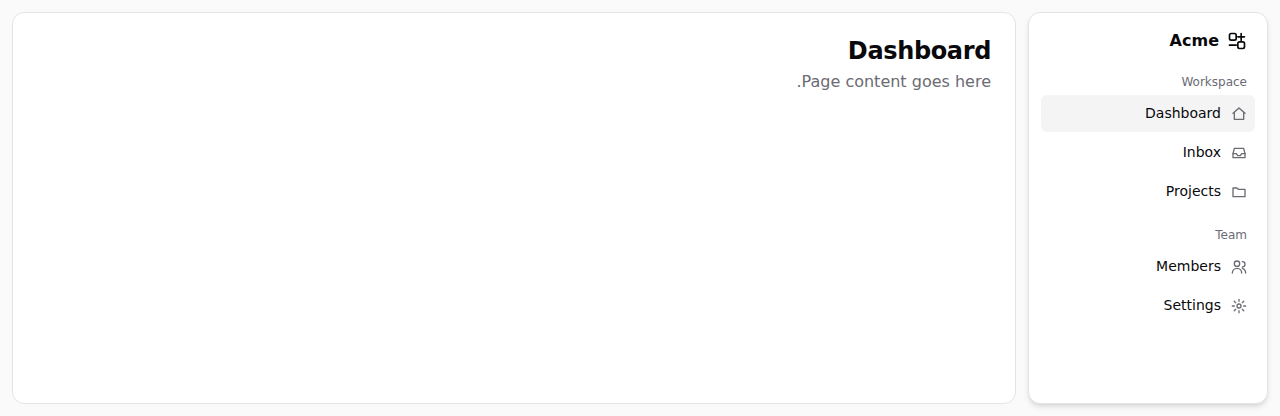 Acme
Workspace
Dashboard
Inbox
Projects
Team
Members
Settings
Dashboard
.Page content goes here